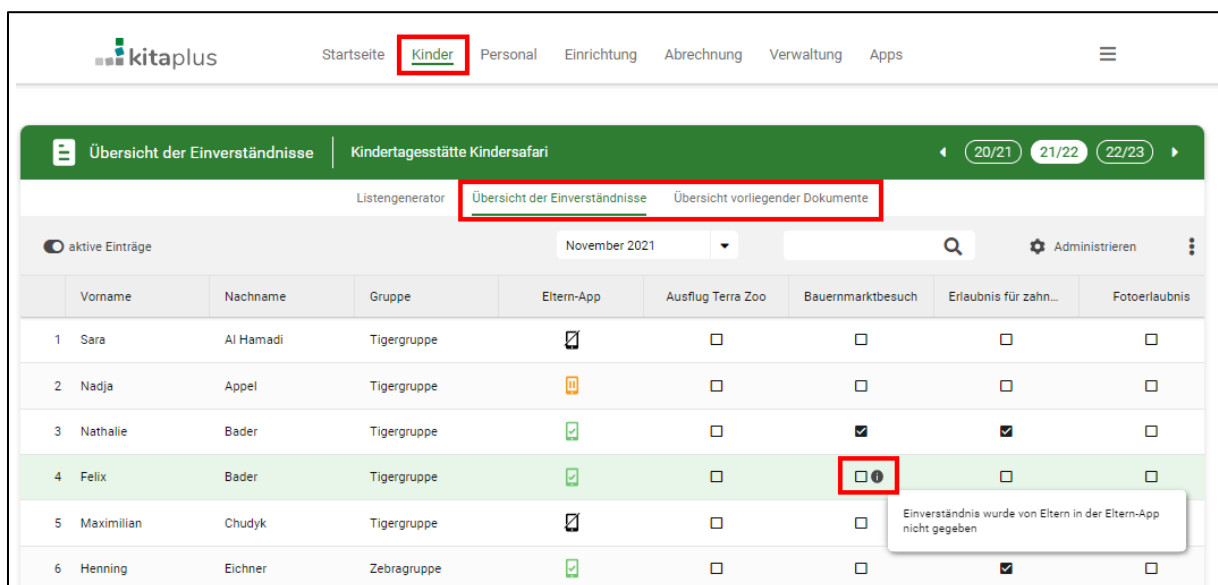 kitaplus Startseite Kinder Personal Einrichtung Abrechnung Verwaltung Apps
Übersicht der Einverständnisse Kindertagesstätte Kindersafari 20/21 21/22 22/23
Listengenerator Übersicht der Einverständnisse Übersicht vorliegender Dokumente
aktive Einträge November 2021 Administrieren
Vorname Nachname Gruppe Eltern-App Ausflug Terra Zoo Bauernmarktbesuch Erlaubnis für zahn... Fotoerlaubnis
1 Sara Al Hamadi Tigergruppe
2 Nadja Appel Tigergruppe
3 Nathalie Bader Tigergruppe
4 Felix Bader Tigergruppe
5 Maximilian Chudyk Tigergruppe
Einverständnis wurde von Eltern in der Eltern-App
nicht gegeben
6 Henning Eichner Zebragruppe